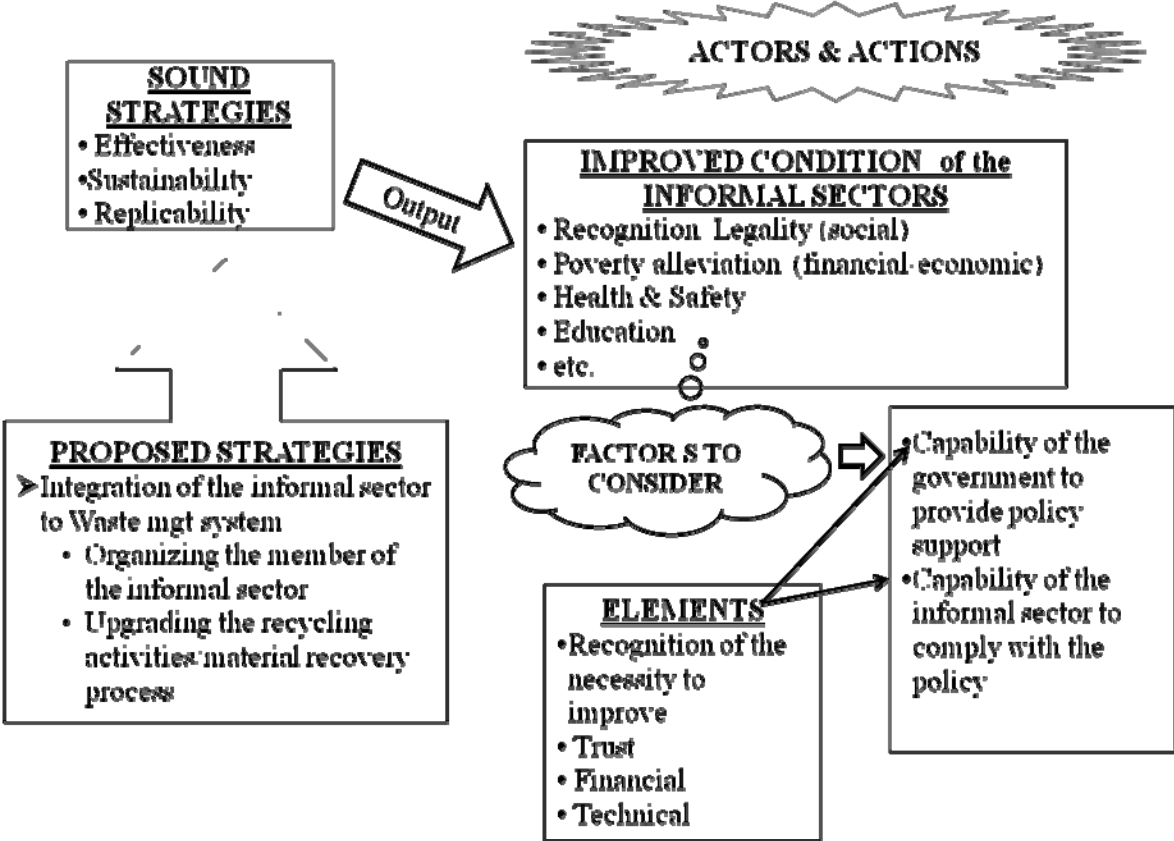 ACTORS & ACTIONS
SOUND
STRATEGIES
• Effectiveness
•Sustainability
• Replicability
Output
IMPROVED CONDITION of the
INFORMAL SECTORS
• Recognition Legality (social)
• Poverty alleviation (financial-economic)
• Health & Safety
• Education
• etc.
PROPOSED STRATEGIES
➢Integration of the informal sector
to Waste mgt system
• Organizing the member of
the informal sector
• Upgrading the recycling
activities/material recovery
process
FACTOR S TO
CONSIDER
•Capability of the
government to
provide policy
support
•Capability of the
informal sector to
comply with the
policy
ELEMENTS
•Recognition of the
necessity to
improve
• Trust
• Financial
• Technical